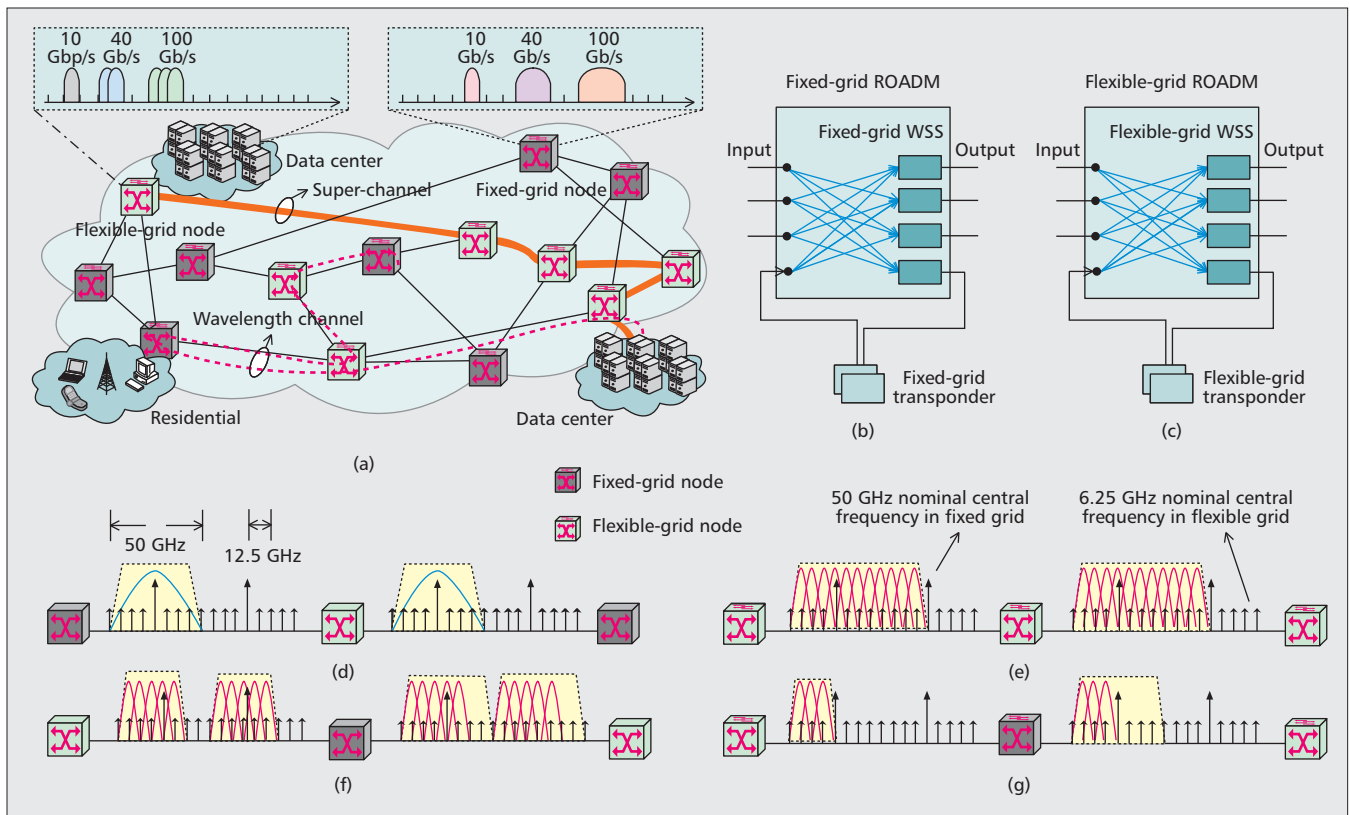 10
Gbp/s
40
Gb/s
100
Gb/s
10
Gb/s
40
Gb/s
100
Gb/s
Data center
Super-channel
Fixed-grid node
Flexible-grid node
Wavelength channel
Residential
Data center
(a)
Fixed-grid ROADM
Fixed-grid WSS
Input
Output
Fixed-grid
transponder
(b)
Flexible-grid ROADM
Flexible-grid WSS
Input
Output
Flexible-grid
transponder
(c)
Fixed-grid node
Flexible-grid node
50 GHz
12.5 GHz
(d)
50 GHz nominal central
frequency in fixed grid
6.25 GHz nominal central
frequency in flexible grid
(e)
(f)
(g)